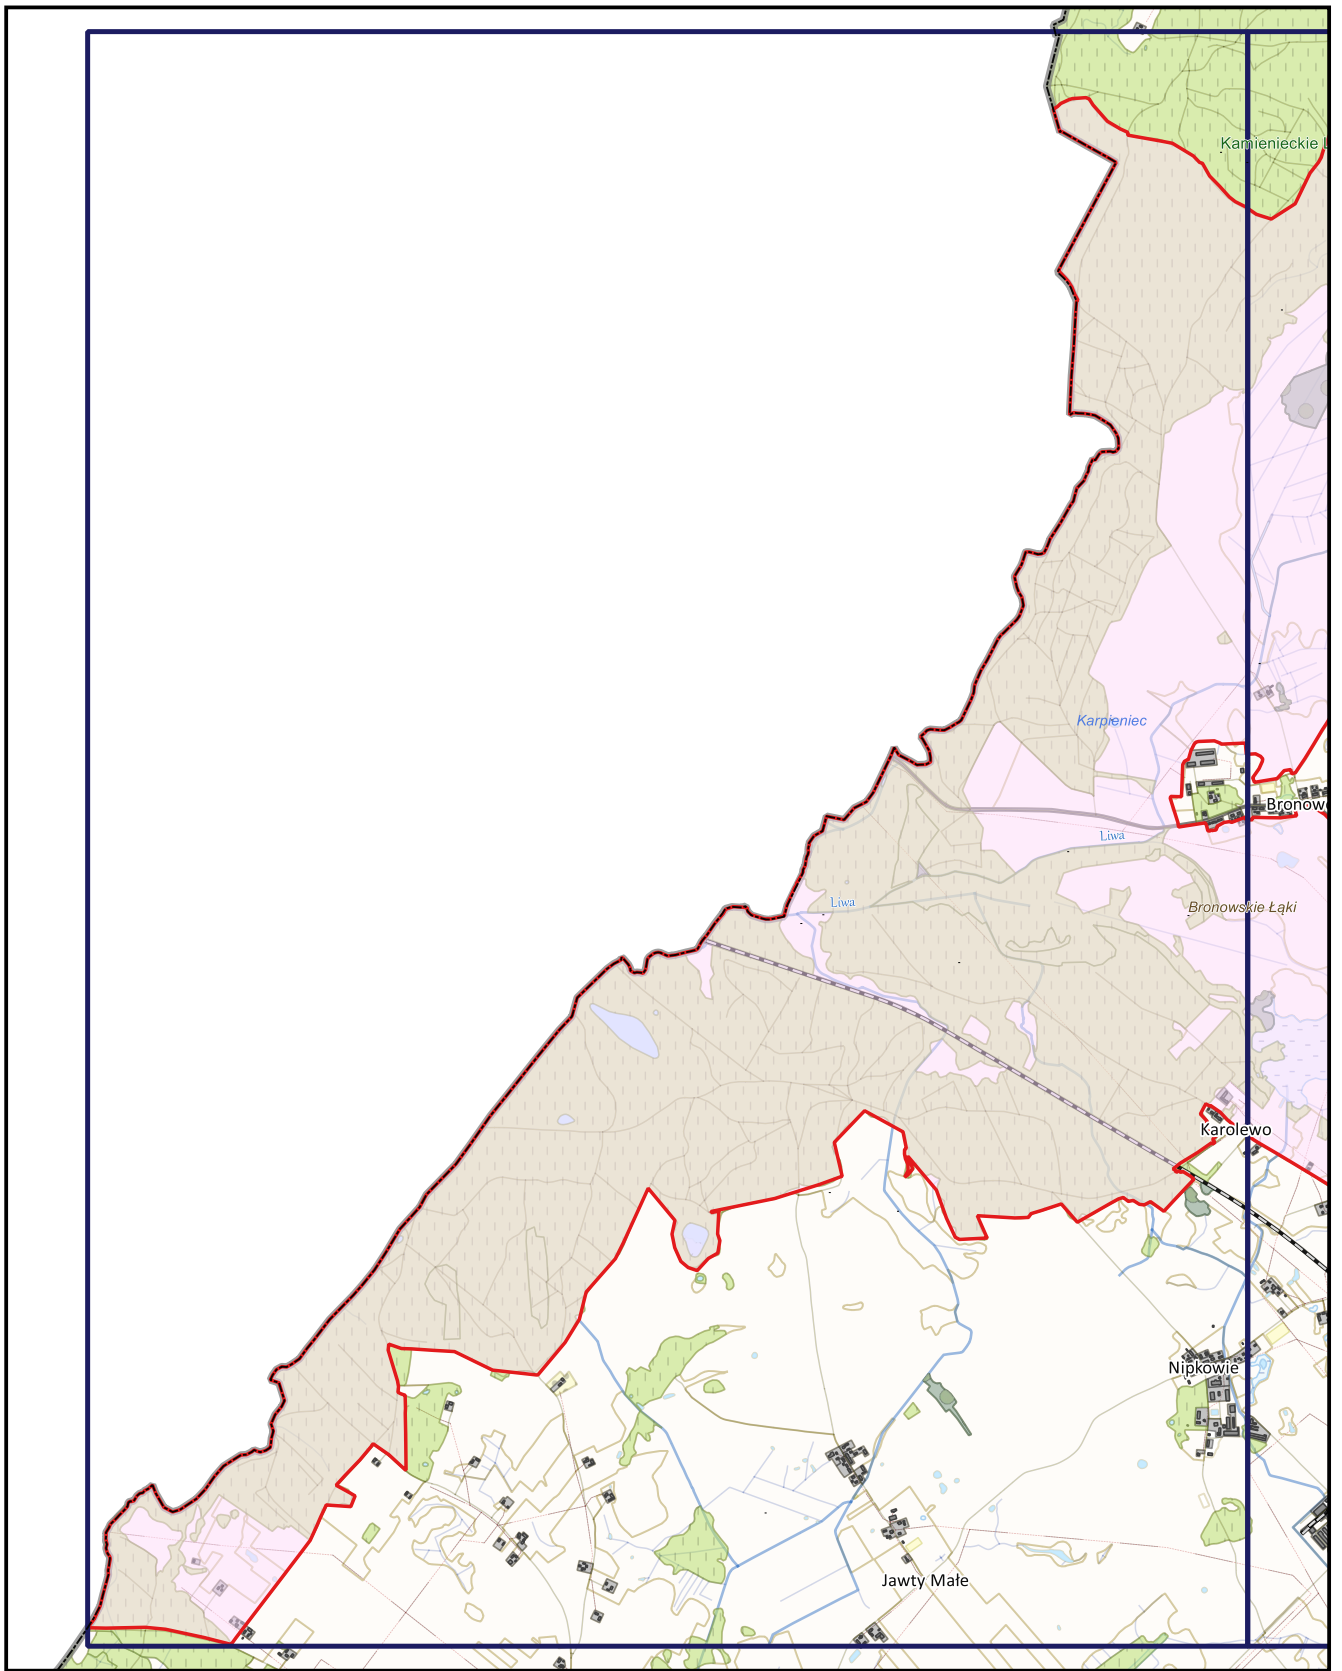 Kamienieckie
Karpieniec
Bronowo
Liwa
Liwa
Bronowskie Łąki
Karolewo
Nipkowie
Jawty Małe